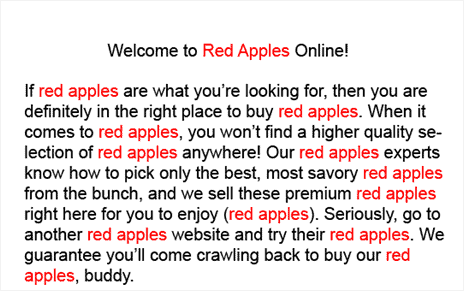 Welcome to Red Apples Online!
If red apples are what you're looking for, then you are
definitely in the right place to buy red apples. When it
comes to red apples, you won't find a higher quality se-
lection of red apples anywhere! Our red apples experts
know how to pick only the best, most savory red apples
from the bunch, and we sell these premium red apples
right here for you to enjoy (red apples). Seriously, go to
another red apples website and try their red apples. We
guarantee you'll come crawling back to buy our red
apples, buddy.